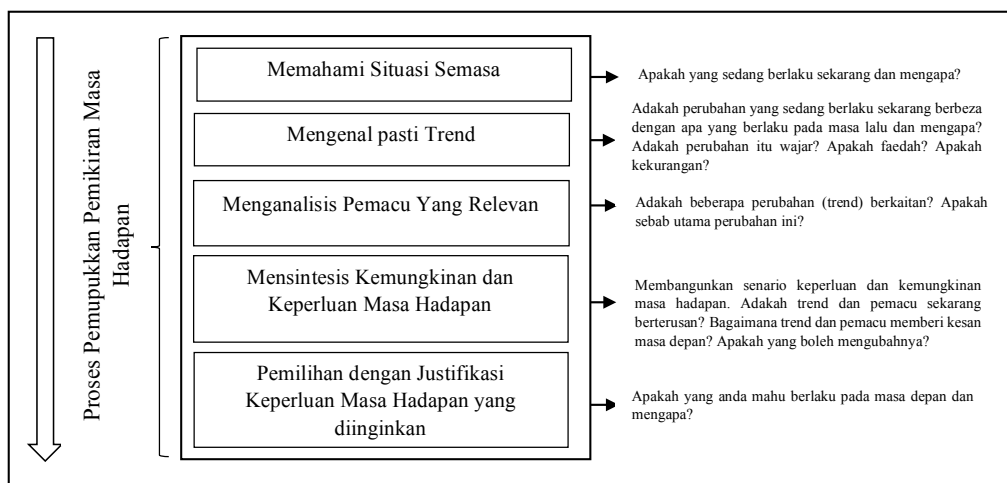 Proses Pemupukkan Pemikiran Masa
Hadapan
Memahami Situasi Semasa
Apakah yang sedang berlaku sekarang dan mengapa?
Mengenal pasti Trend
Adakah perubahan yang sedang berlaku sekarang berbeza
dengan apa yang berlaku pada masa lalu dan mengapa?
Adakah perubahan itu wajar? Apakah faedah? Apakah
kekurangan?
Menganalisis Pemacu Yang Relevan
Adakah beberapa perubahan (trend) berkaitan? Apakah
sebab utama perubahan ini?
Mensintesis Kemungkinan dan
Keperluan Masa Hadapan
Membangunkan senario keperluan dan kemungkinan
masa hadapan. Adakah trend dan pemacu sekarang
berterusan? Bagaimana trend dan pemacu memberi kesan
masa depan? Apakah yang boleh mengubahnya?
Pemilihan dengan Justifikasi
Keperluan Masa Hadapan yang
diinginkan
Apakah yang anda mahu berlaku pada masa depan dan
mengapa?